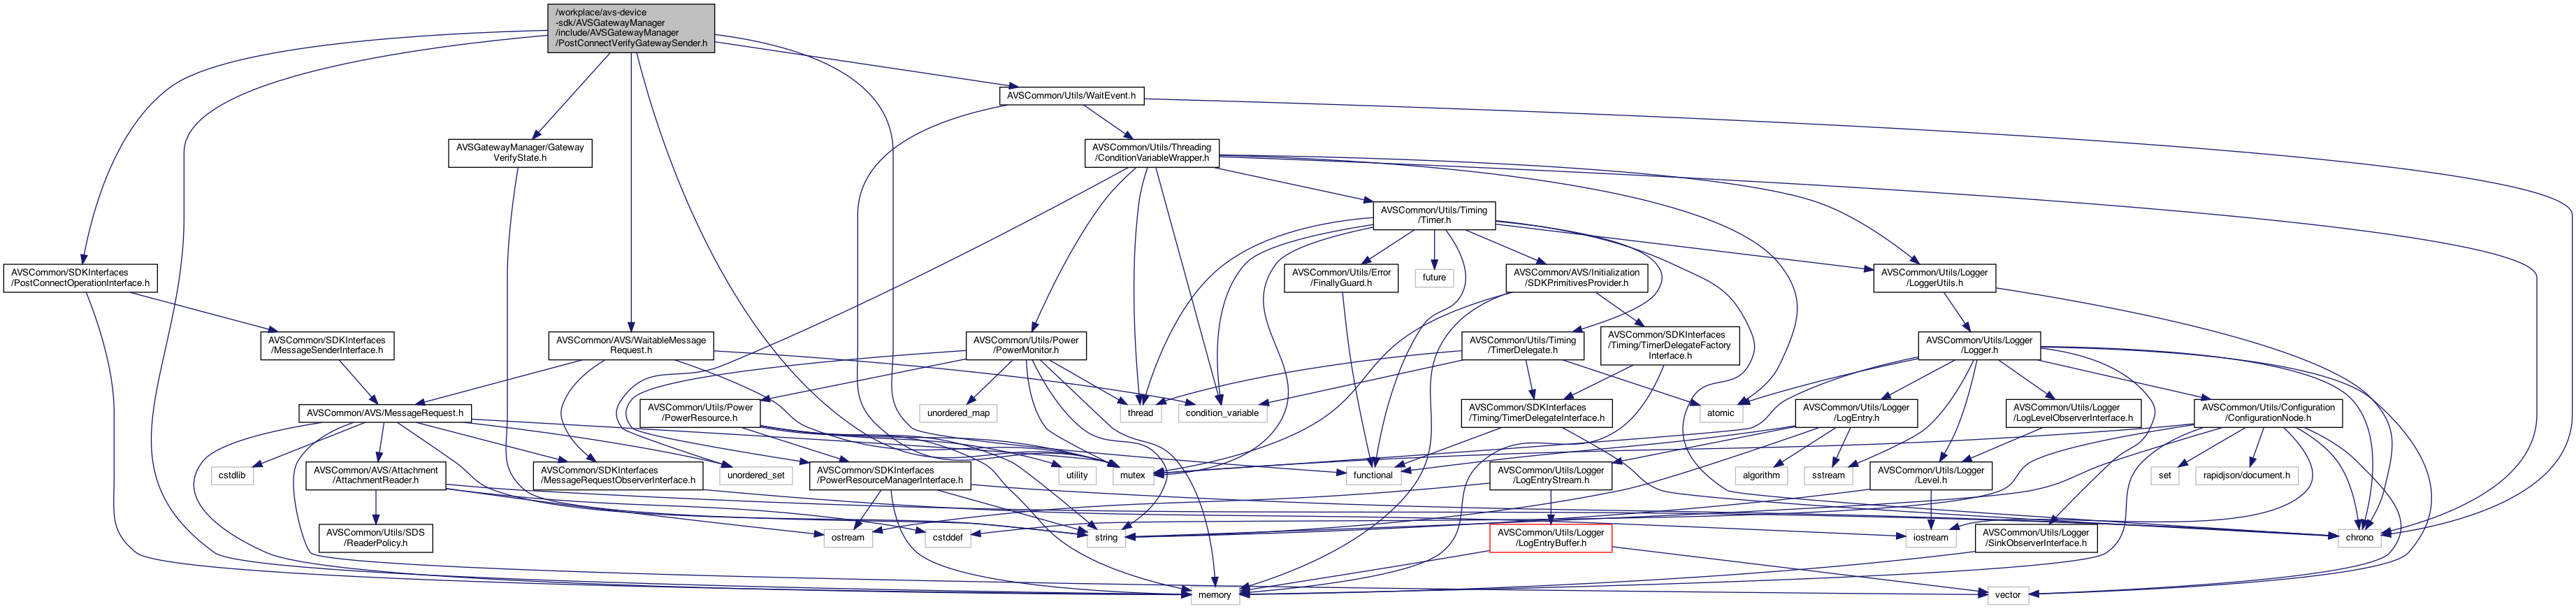 /workplace/avs-device
-sdk/AVSGatewayManager
/include/AVSGatewayManager
/PostConnectVerifyGatewaySender.h
AVSCommon/Utils/WaitEvent.h
AVSGatewayManager/Gateway
VerifyState.h
AVSCommon/Utils/Threading
/ConditionVariableWrapper.h
AVSCommon/Utils/Timing
/Timer.h
AVSCommon/SDKInterfaces
/PostConnectOperationInterface.h
AVSCommon/Utils/Error
/FinallyGuard.h
future
AVSCommon/AVS/Initialization
/SDKPrimitivesProvider.h
AVSCommon/Utils/Logger
/LoggerUtils.h
AVSCommon/SDKInterfaces
/MessageSenderInterface.h
AVSCommon/AVS/WaitableMessage
Request.h
AVSCommon/Utils/Power
/PowerMonitor.h
AVSCommon/Utils/Timing
/TimerDelegate.h
AVSCommon/SDKInterfaces
/Timing/TimerDelegateFactory
Interface.h
AVSCommon/Utils/Logger
/Logger.h
AVSCommon/AVS/MessageRequest.h
AVSCommon/Utils/Power
/PowerResource.h
unordered_map
thread
condition_variable
AVSCommon/SDKInterfaces
/Timing/TimerDelegateInterface.h
atomic
AVSCommon/Utils/Logger
/LogEntry.h
AVSCommon/Utils/Logger
/LogLevelObserverInterface.h
AVSCommon/Utils/Configuration
/ConfigurationNode.h
cstdlib
AVSCommon/AVS/Attachment
/AttachmentReader.h
AVSCommon/SDKInterfaces
/MessageRequestObserverInterface.h
unordered_set
AVSCommon/SDKInterfaces
/PowerResourceManagerInterface.h
utility
mutex
functional
AVSCommon/Utils/Logger
/LogEntryStream.h
algorithm
sstream
AVSCommon/Utils/Logger
/Level.h
set
rapidjson/document.h
AVSCommon/Utils/SDS
/ReaderPolicy.h
ostream
cstddef
string
AVSCommon/Utils/Logger
/LogEntryBuffer.h
iostream
AVSCommon/Utils/Logger
/SinkObserverInterface.h
chrono
memory
vector